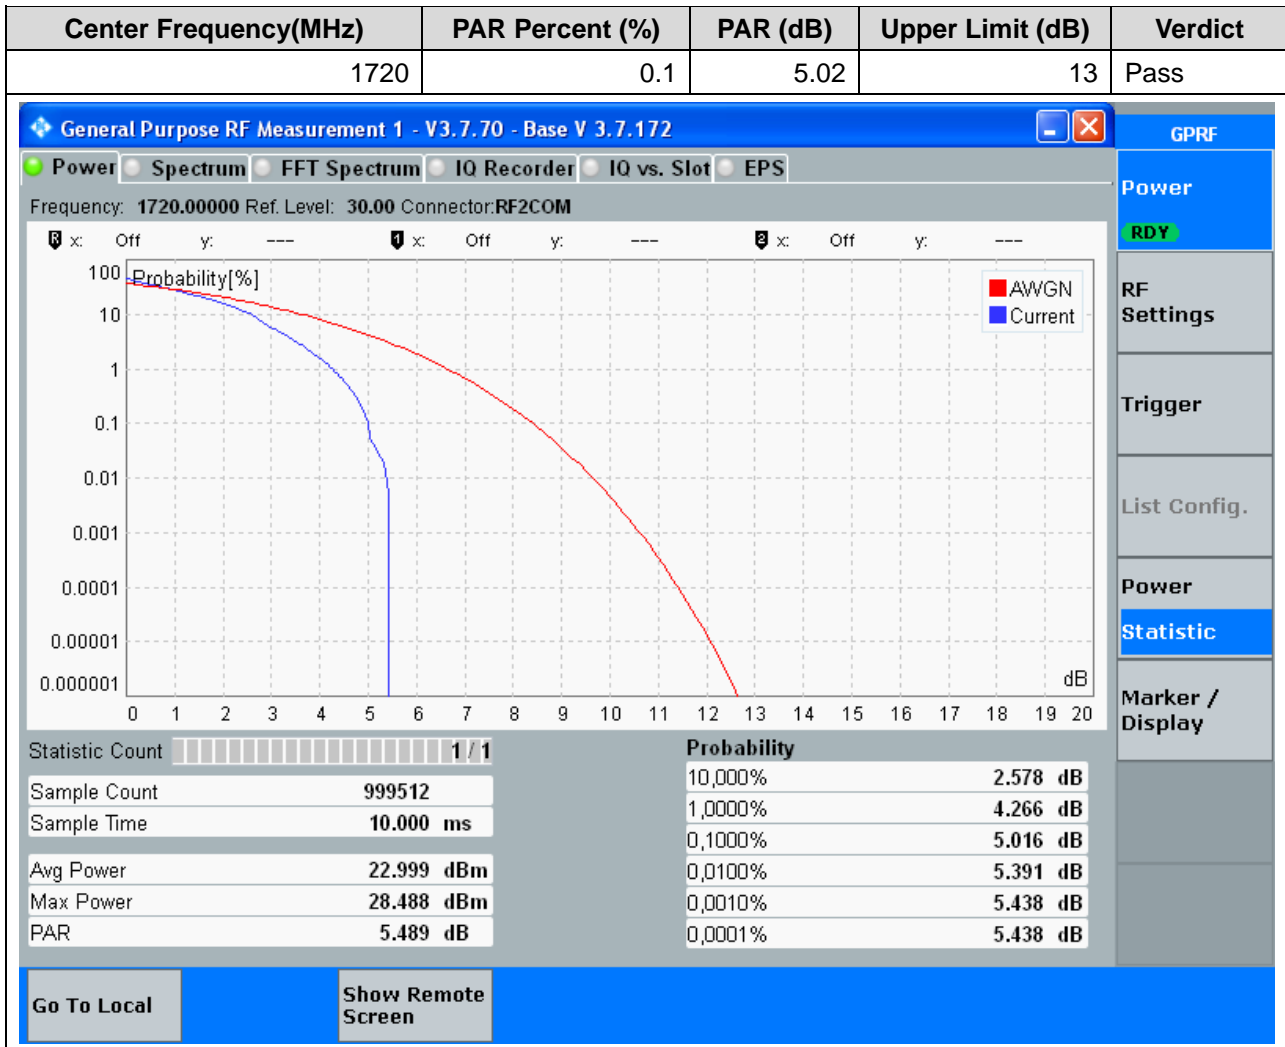 Center Frequency(MHz) PAR Percent (%) PAR (dB) Upper Limit (dB) Verdict
1720 0.1 5.02 13 Pass
General Purpose RF Measurement 1 - V3.7.70 - Base V 3.7.172
GPRF
Power Spectrum FFT Spectrum IQ Recorder IQ vs. Slot EPS
Power
RDY
Frequency: 1720.00000 Ref. Level: 30.00 Connector:RF2COM
R x: Off y: --- 1 x: Off y: --- 2 x: Off y: ---
Probability[%]
AWGN
Current
100
10
1
0.1
0.01
0.001
0.0001
0.00001
0.000001
dB
0 1 2 3 4 5 6 7 8 9 10 11 12 13 14 15 16 17 18 19 20
RF
Settings
Trigger
List Config.
Power
Statistic
Marker /
Display
Statistic Count 1 / 1
Sample Count 999512
Sample Time 10.000 ms
Avg Power 22.999 dBm
Max Power 28.488 dBm
PAR 5.489 dB
Probability
10,000% 2.578 dB
1,0000% 4.266 dB
0,1000% 5.016 dB
0,0100% 5.391 dB
0,0010% 5.438 dB
0,0001% 5.438 dB
Go To Local
Show Remote
Screen